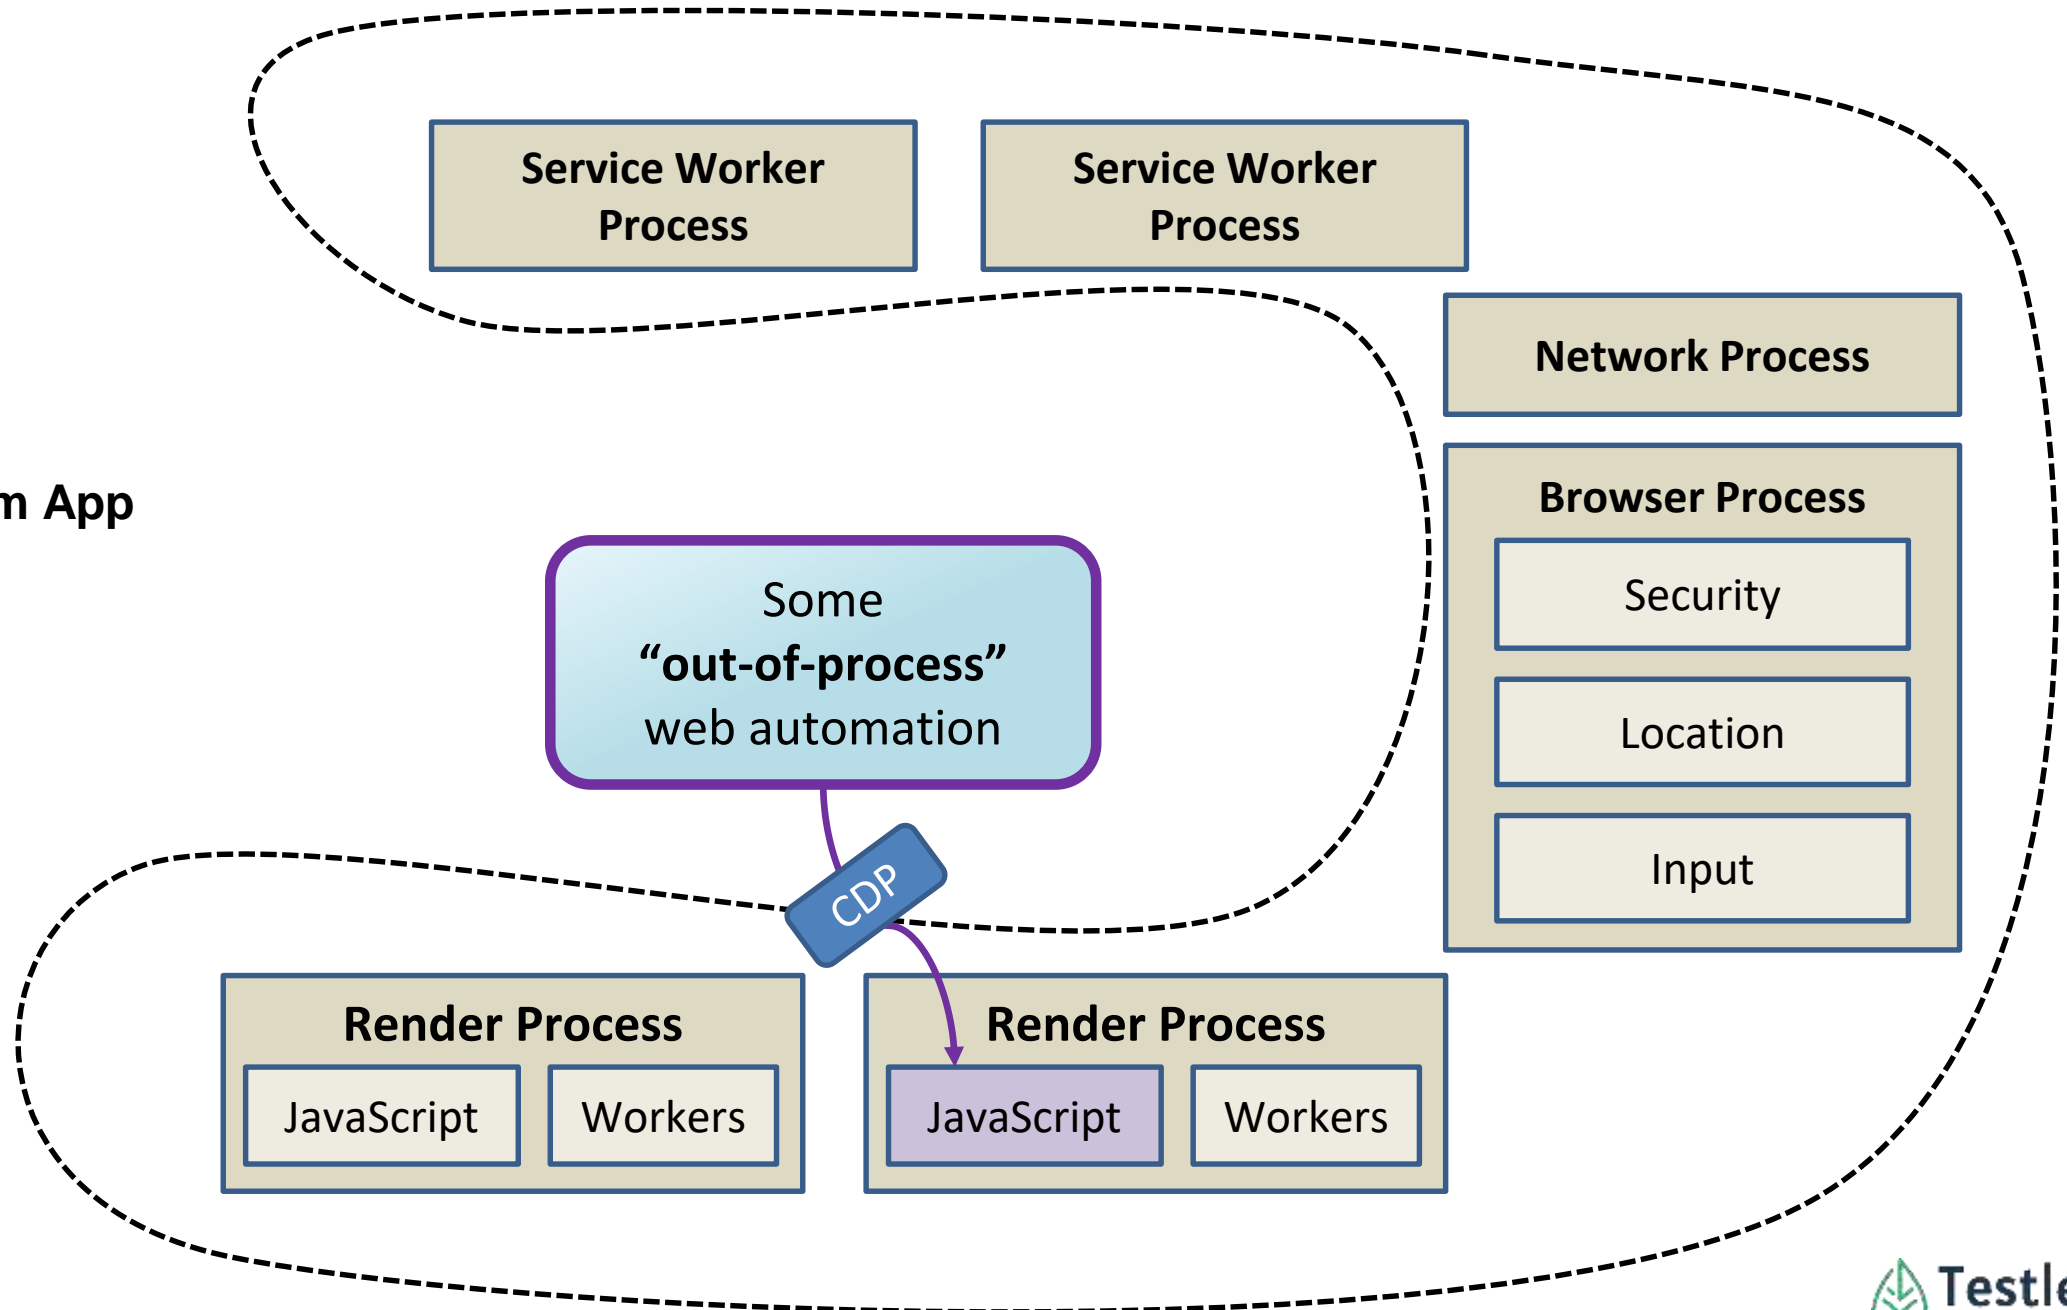 Service Worker
Process
Service Worker
Process
Network Process
Browser Process
Security
Location
Input
m App
Some
“out-of-process”
web automation
CDP
Render Process
JavaScript
Workers
Render Process
JavaScript
Workers
Testle